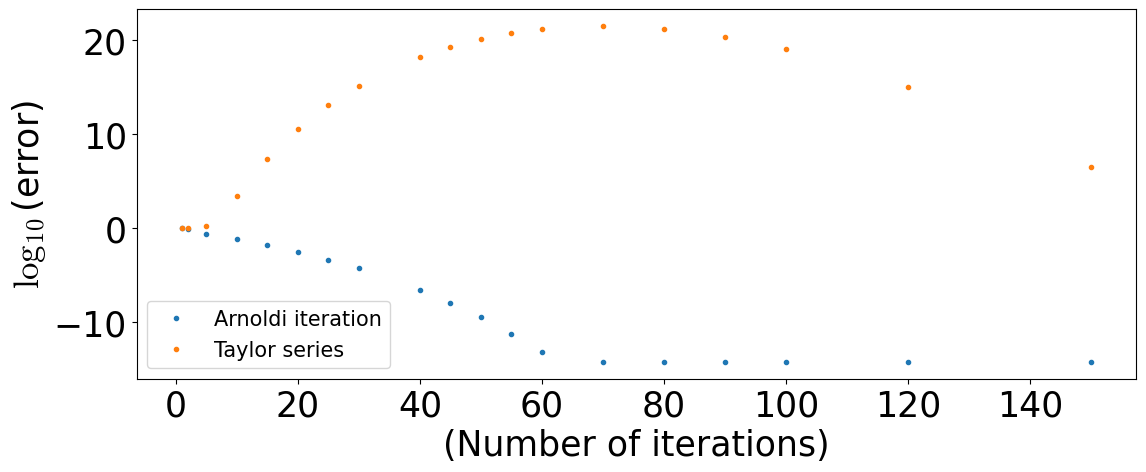 20
10
0
−10
log10(error)
Arnoldi iteration
Taylor series
0 20 40 60 80 100 120 140
(Number of iterations)